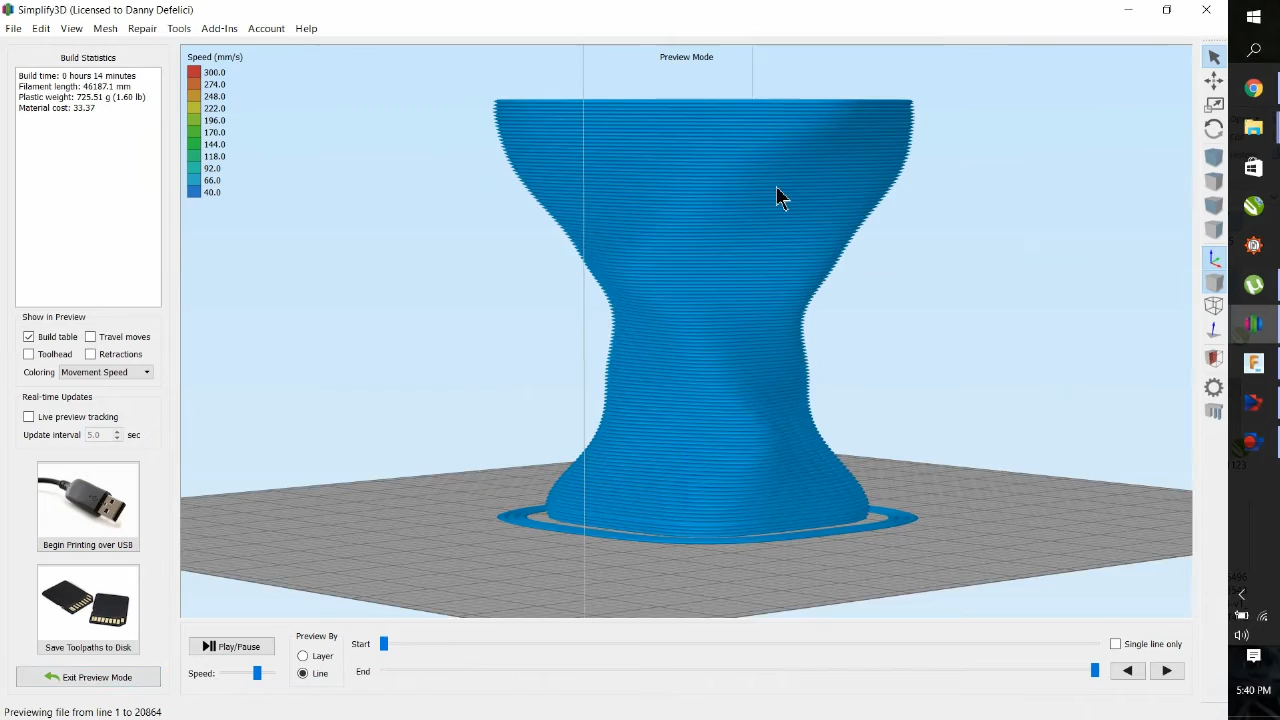 Simplify3D (Licensed to Danny Defelici)
File Edit View Mesh Repair Tools Add-Ins Account Help
Build Statistics
Build time: 0 hours 14 minutes
Filament length: 46187.1 mm
Plastic weight: 725.51 g (1.60 lb)
Material cost: 33.37
Show in Preview
Build table Travel moves
Toolhead Retractions
Coloring Movement Speed
Real-time Updates
Live preview tracking
Update interval 5.0 sec
Begin Printing over USB
Save Toolpaths to Disk
Exit Preview Mode
Speed (mm/s)
300.0
274.0
248.0
222.0
196.0
170.0
144.0
118.0
92.0
66.0
40.0
Preview Mode
Play/Pause
Speed:
Preview By
Layer
Line
Start
End
Single line only
Previewing file from line 1 to 20864
5:40 PM